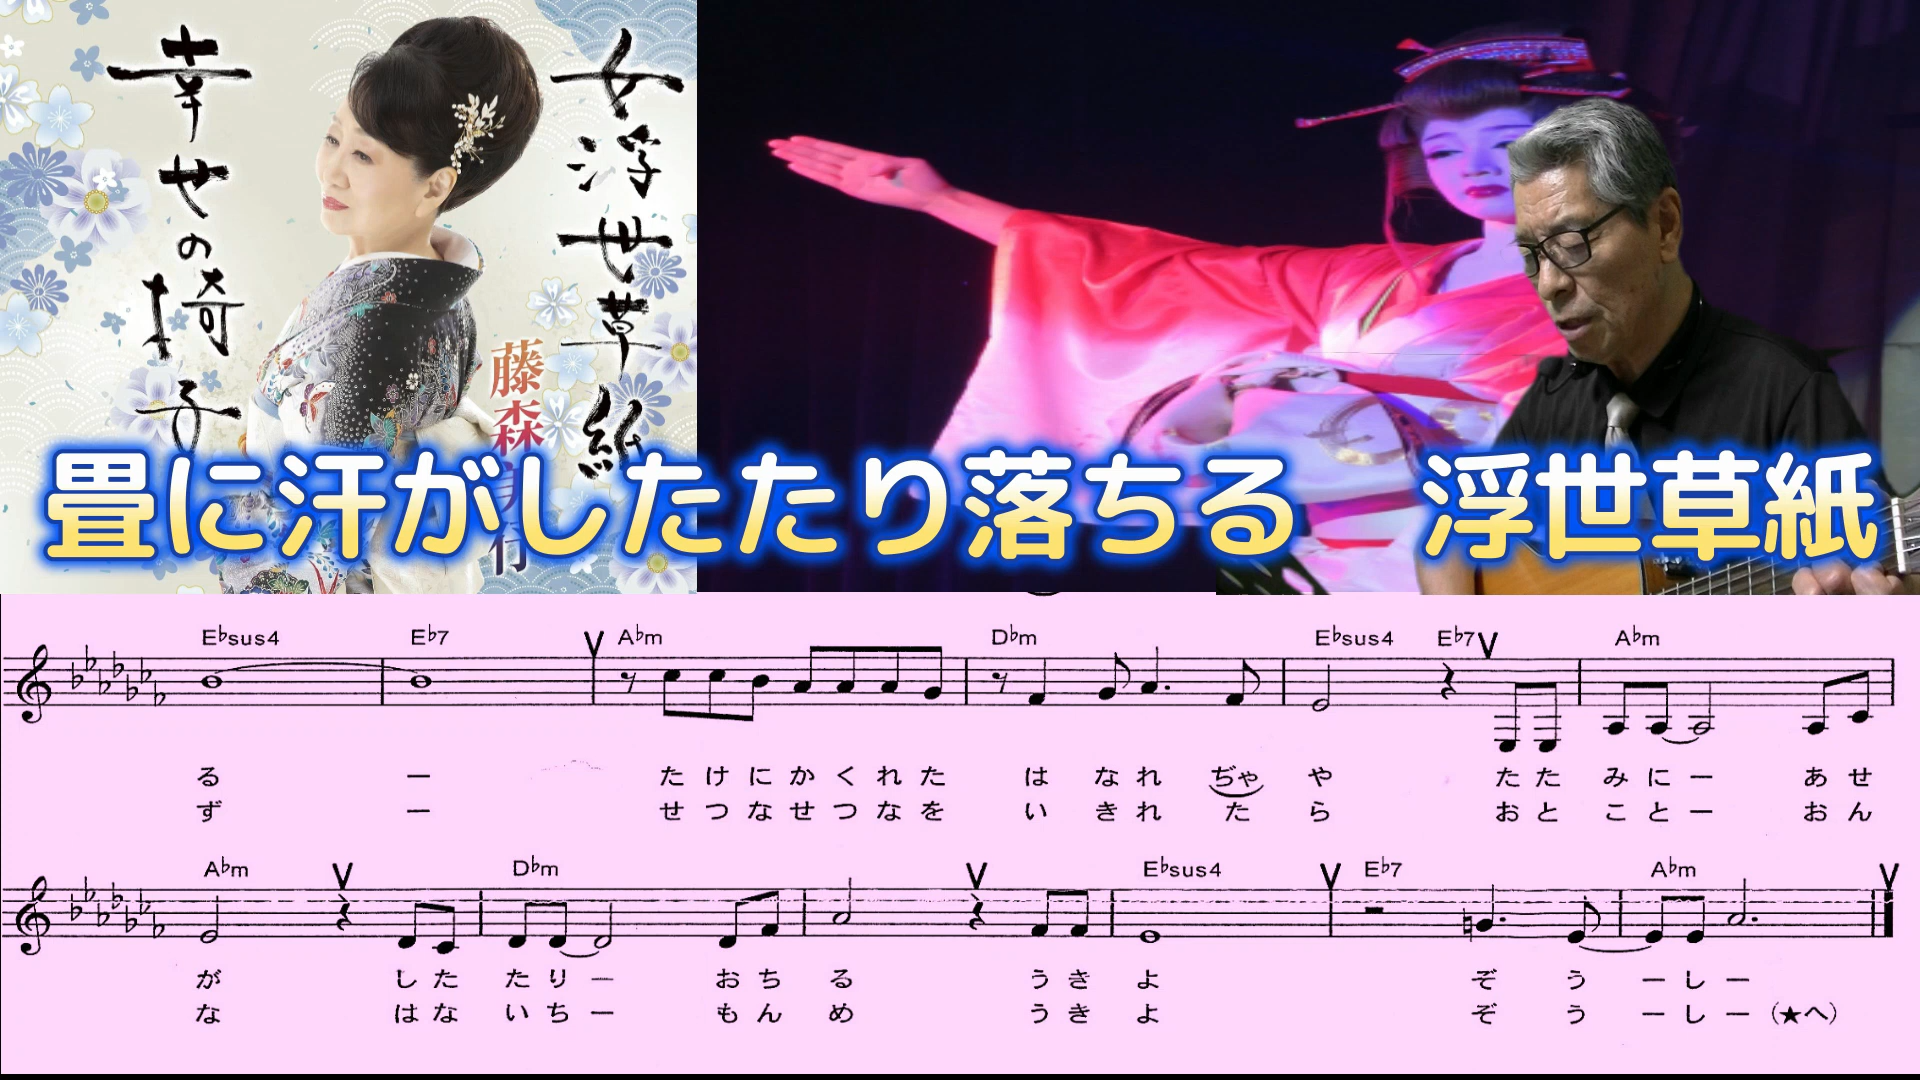 女浮世草紙
幸せの椅子
藤森美
畳に汗がしたたり落ちる 浮世草紙
E♭sus4 E♭7 A♭m D♭m E♭sus4 E♭7 A♭m
る ー たけにかくれた はなれぢゃや たたみにー あせ
ず ー せつなせつなを いきれたら おとことー おん
A♭m D♭m E♭sus4 E♭7 A♭m
が したたりー おちる うきよ ぞうーしー
な はないちー もんめ うきよ ぞうーしー(★へ)